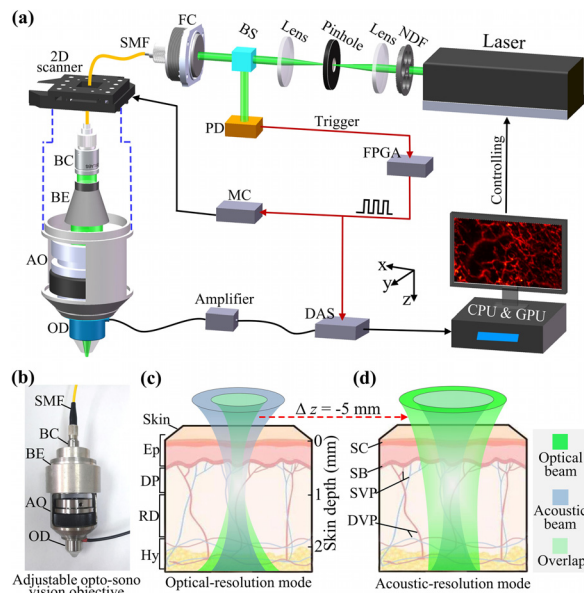 (a)
FC
BS
Lens
Pinhole
Lens
NDF
Laser
SMF
2D
scanner
PD
Trigger
FPGA
Controlling
BC
MC
BE
x
y
z
AO
Amplifier
DAS
CPU & GPU
OD
(b)
SMF
BC
BE
AO
OD
Adjustable opto-sono
vision objective
(c)
Δ z = -5 mm
Skin
Ep
DP
RD
Hy
0
1
2
Skin depth (mm)
Optical-resolution mode
(d)
SC
SB
SVP
DVP
Acoustic-resolution mode
Optical
beam
Acoustic
beam
Overlap